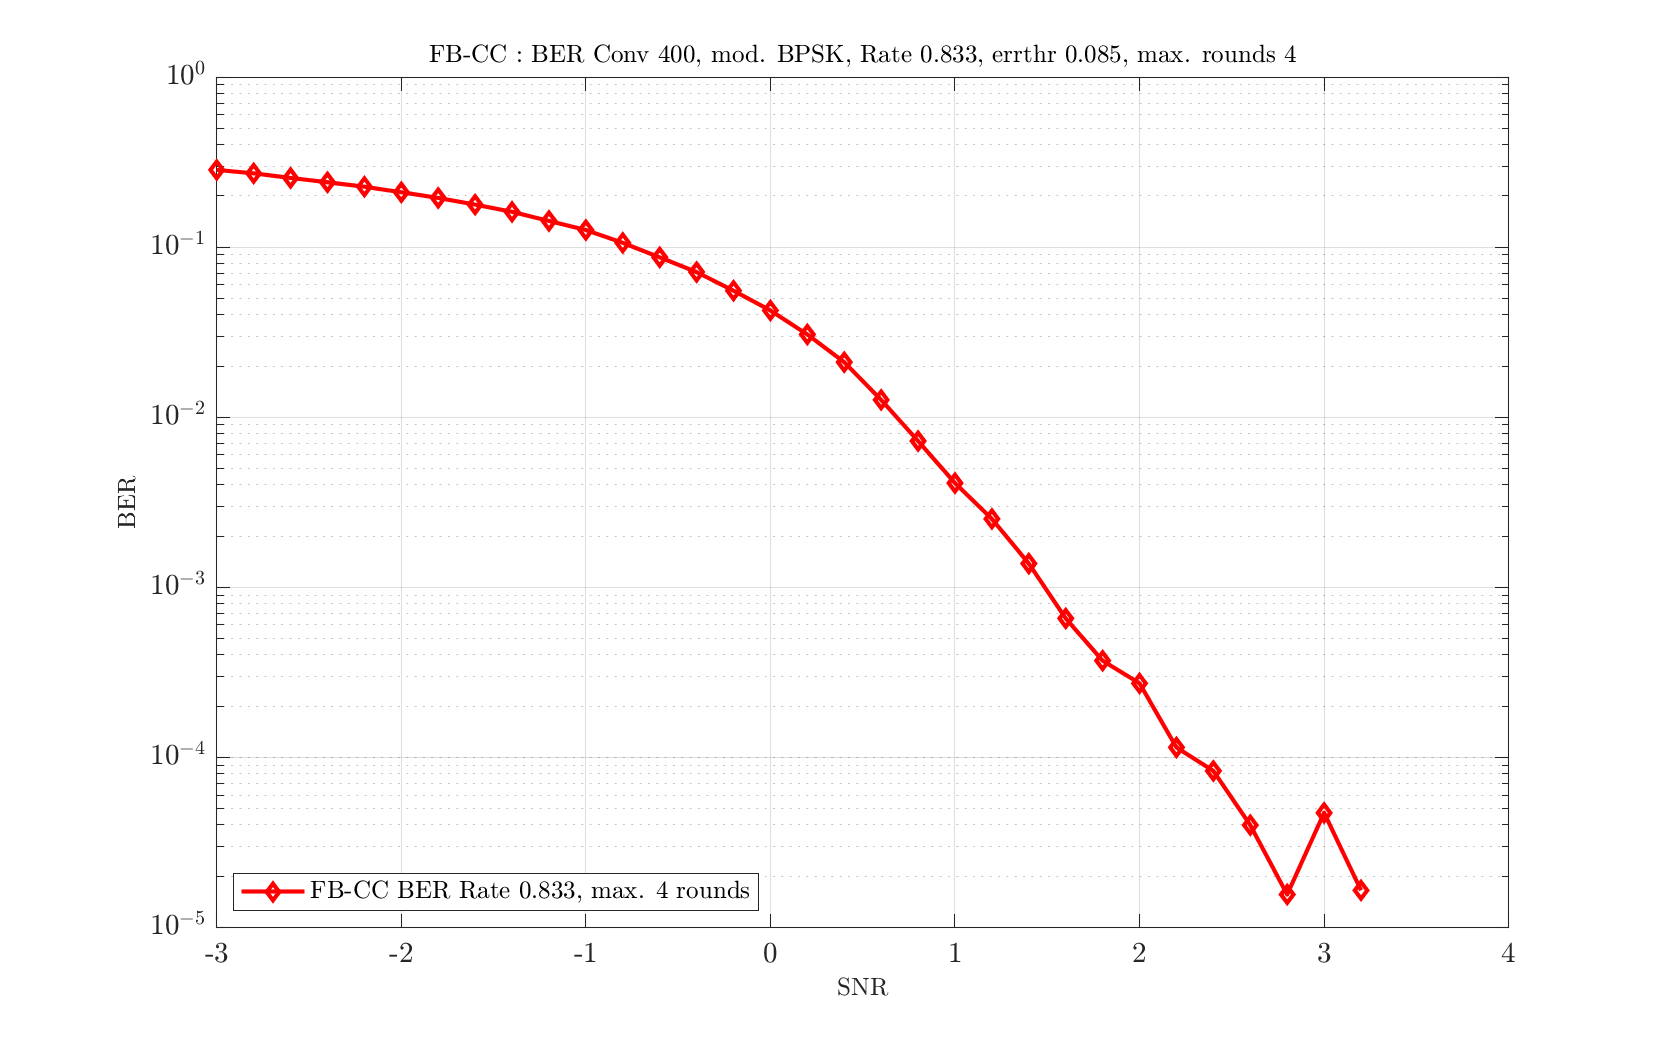 FB-CC : BER Conv 400, mod. BPSK, Rate 0.833, errthr 0.085, max. rounds 4
10^0
10^{-1}
10^{-2}
10^{-3}
10^{-4}
10^{-5}
BER
FB-CC BER Rate 0.833, max. 4 rounds
-3 -2 -1 0 1 2 3 4
SNR